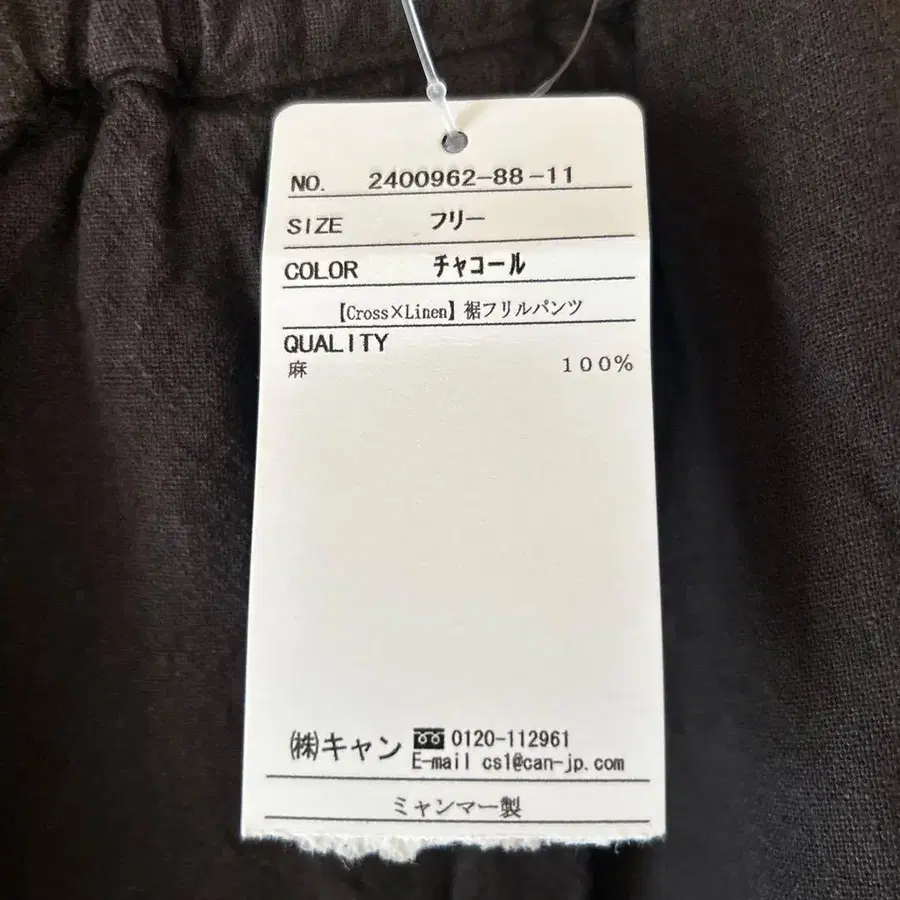 NO. 2400962-88-11
SIZE フリー
COLOR チャコール
【Cross×Linen】裾フリルパンツ
QUALITY
麻 100%
㈱キャン 0120-112961
E-mail cs1@can-jp.com
ミャンマー製